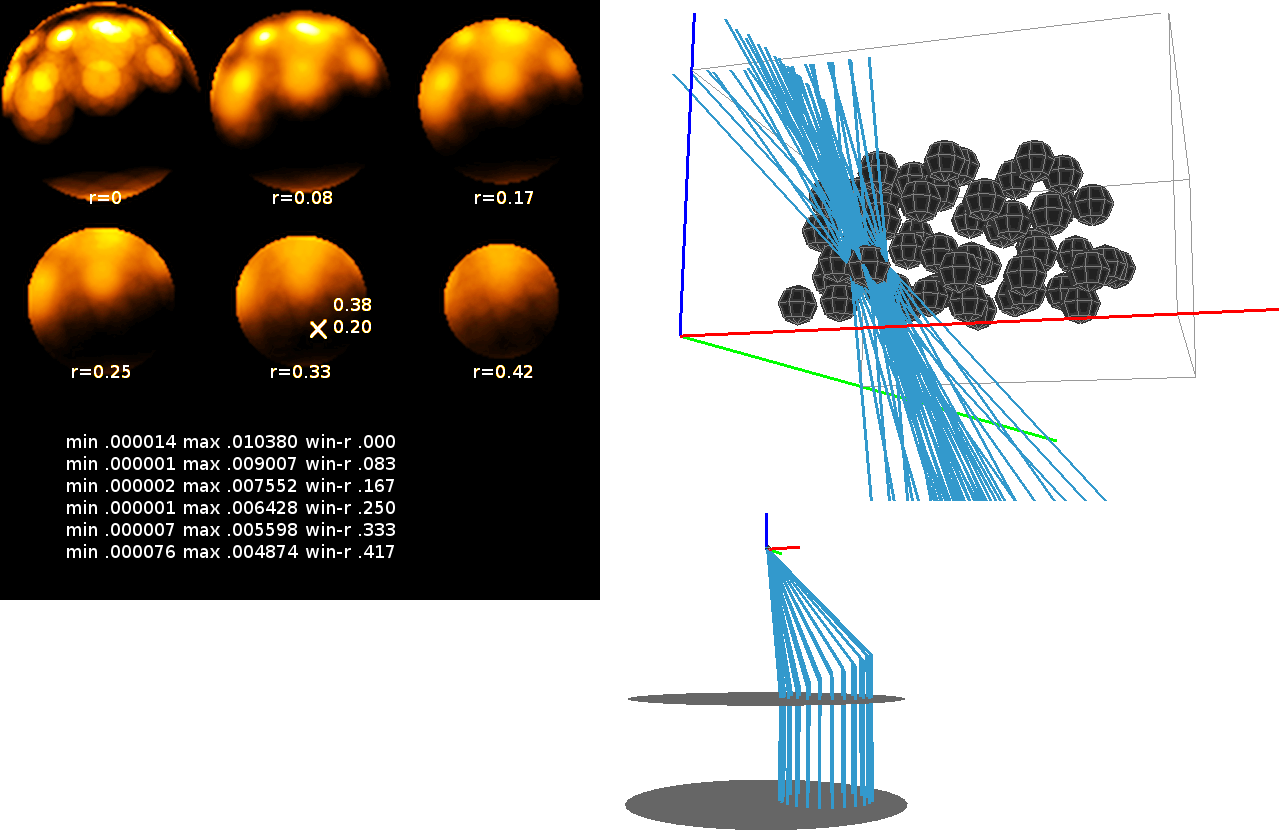 r=0 r=0.08 r=0.17
0.38
0.20
r=0.25 r=0.33 r=0.42
min .000014 max .010380 win-r .000
min .000001 max .009007 win-r .083
min .000002 max .007552 win-r .167
min .000001 max .006428 win-r .250
min .000007 max .005598 win-r .333
min .000076 max .004874 win-r .417